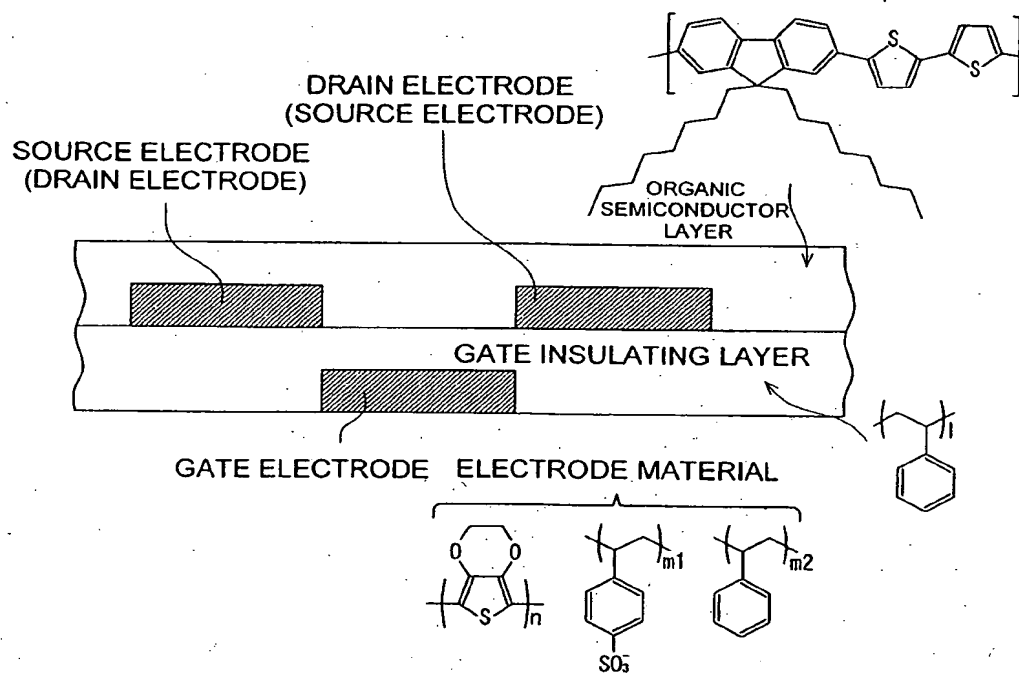 S
S
DRAIN ELECTRODE
(SOURCE ELECTRODE)
SOURCE ELECTRODE
(DRAIN ELECTRODE)
ORGANIC
SEMICONDUCTOR
LAYER
GATE INSULATING LAYER
l
GATE ELECTRODE
ELECTRODE MATERIAL
O O
S
n
m1
m2
SO3-